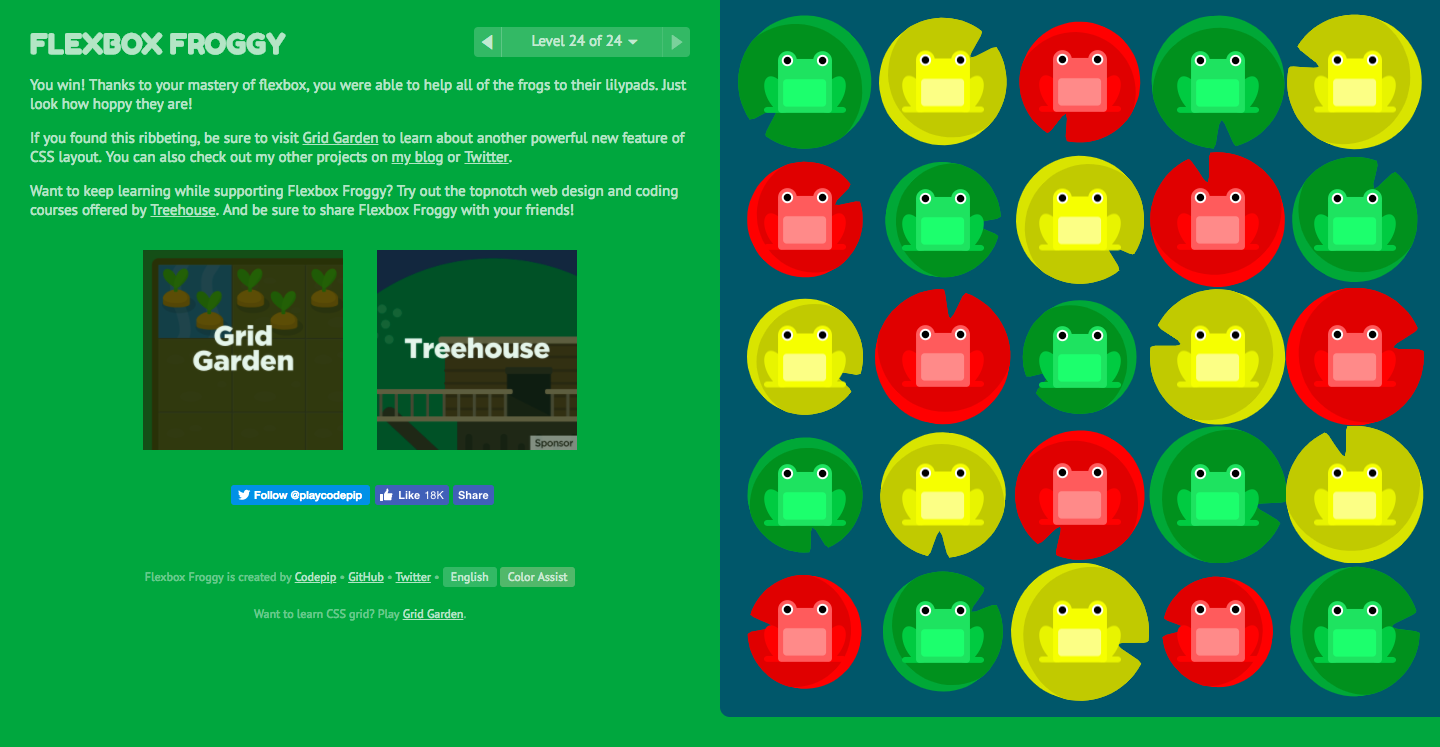 FLEXBOX FROGGY
Level 24 of 24
You win! Thanks to your mastery of flexbox, you were able to help all of the frogs to their lilypads. Just
look how hoppy they are!
If you found this ribbeting, be sure to visit Grid Garden to learn about another powerful new feature of
CSS layout. You can also check out my other projects on my blog or Twitter.
Want to keep learning while supporting Flexbox Froggy? Try out the topnotch web design and coding
courses offered by Treehouse. And be sure to share Flexbox Froggy with your friends!
Grid
Garden
Treehouse
Sponsor
Follow @playcodepip Like 18K Share
Flexbox Froggy is created by Codepip • GitHub • Twitter • English Color Assist
Want to learn CSS grid? Play Grid Garden.